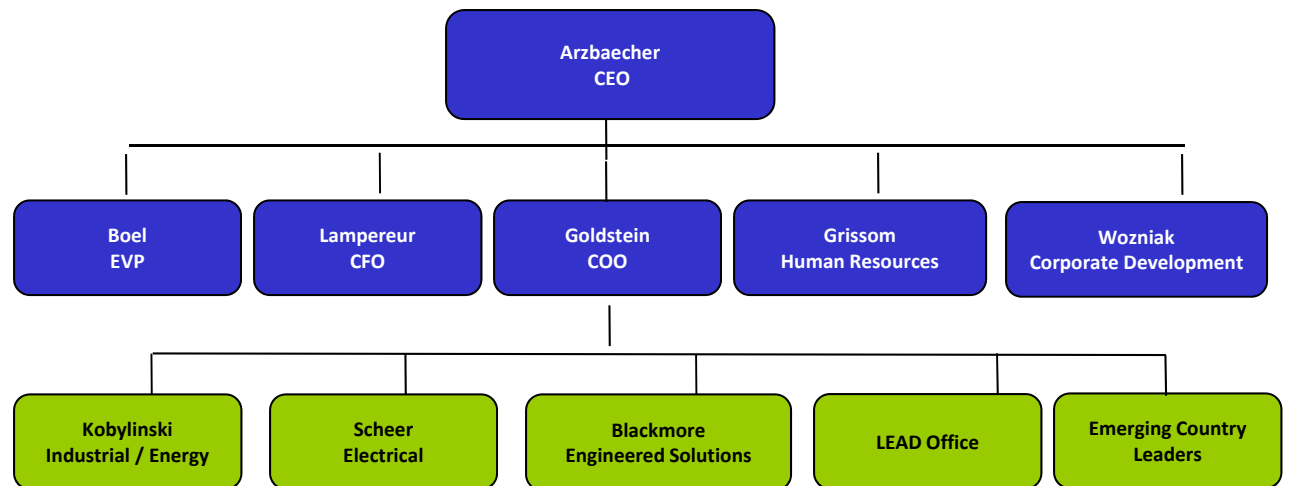 Arzbaecher
CEO
Boel
EVP
Lampereur
CFO
Goldstein
COO
Grissom
Human Resources
Wozniak
Corporate Development
Kobylinski
Industrial / Energy
Scheer
Electrical
Blackmore
Engineered Solutions
LEAD Office
Emerging Country
Leaders